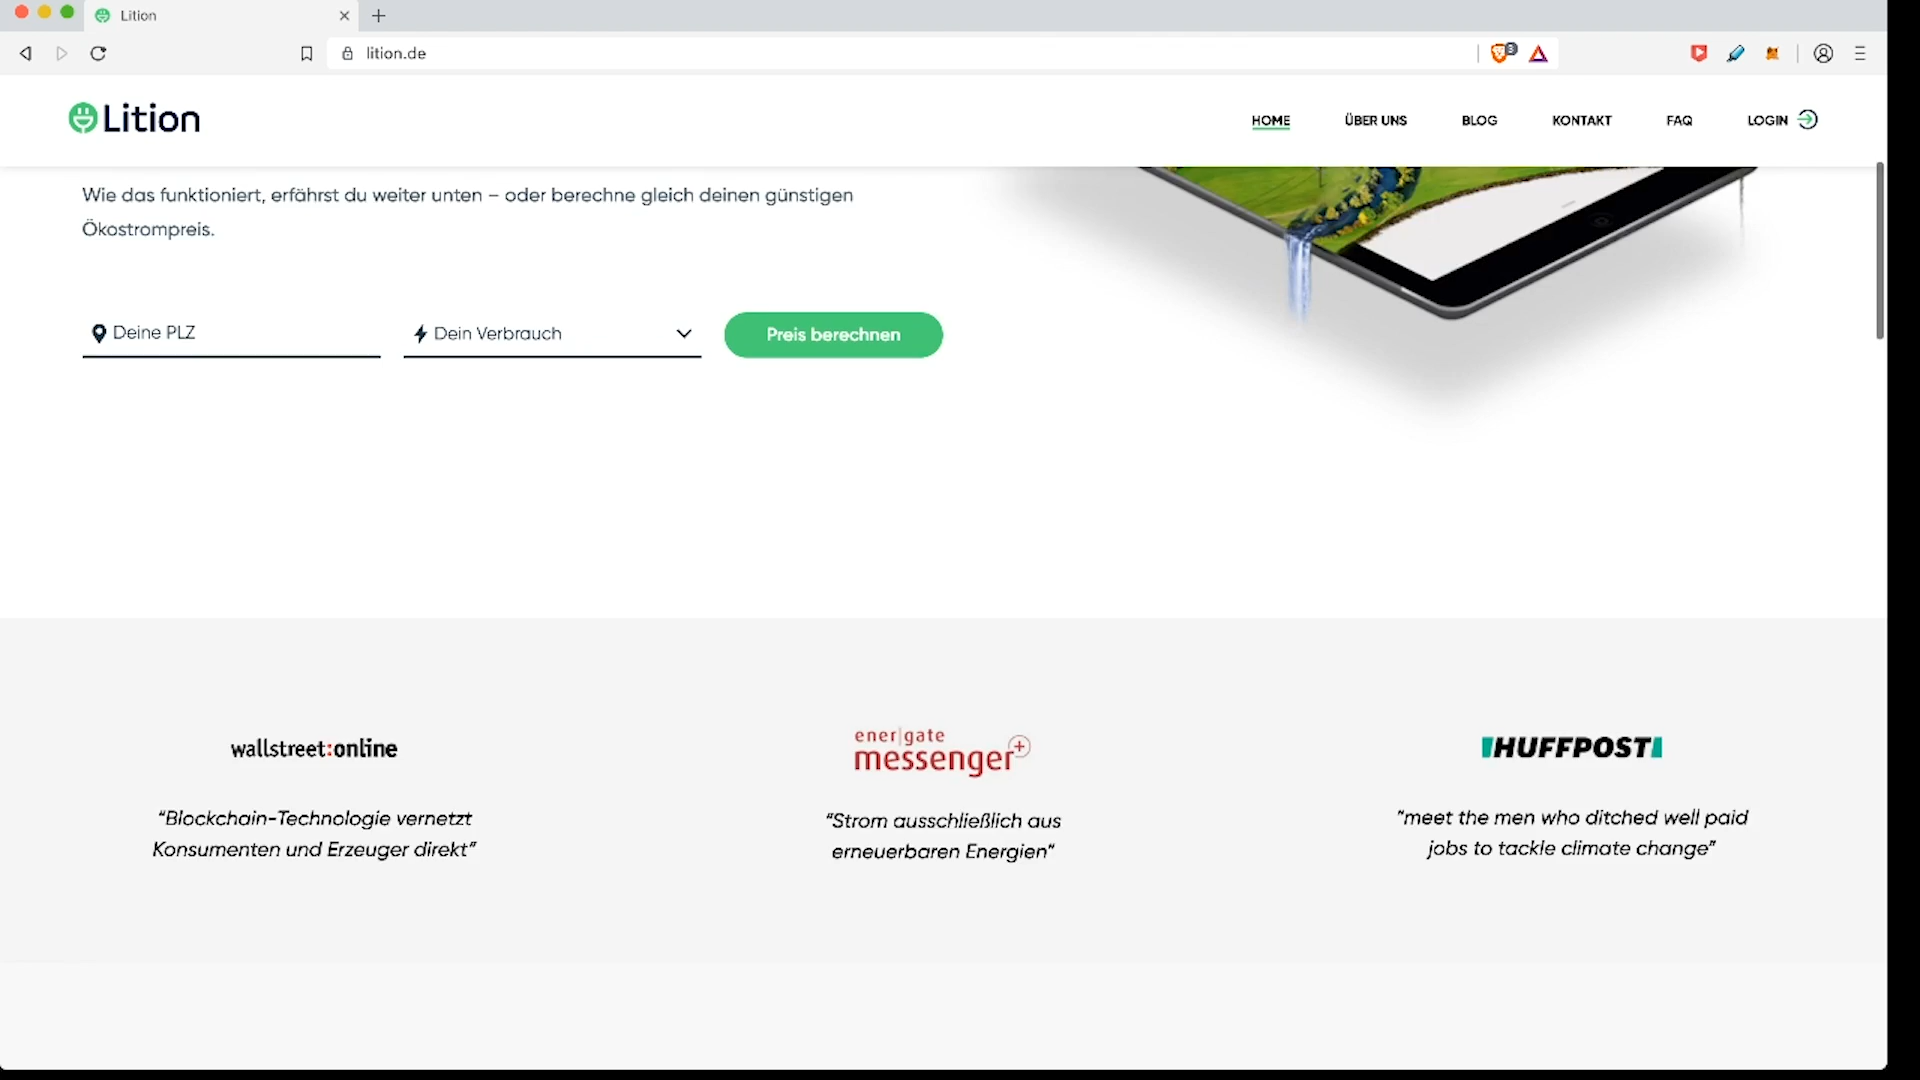 Lition
lition.de
3
Lition
HOME
ÜBER UNS
BLOG
KONTAKT
FAQ
LOGIN
Wie das funktioniert, erfährst du weiter unten – oder berechne gleich deinen günstigen
Ökostrompreis.
Deine PLZ
Dein Verbrauch
Preis berechnen
wallstreet:online
“Blockchain-Technologie vernetzt
Konsumenten und Erzeuger direkt”
ener|gate
messenger+
“Strom ausschließlich aus
erneuerbaren Energien”
HUFFPOST
”meet the men who ditched well paid
jobs to tackle climate change”